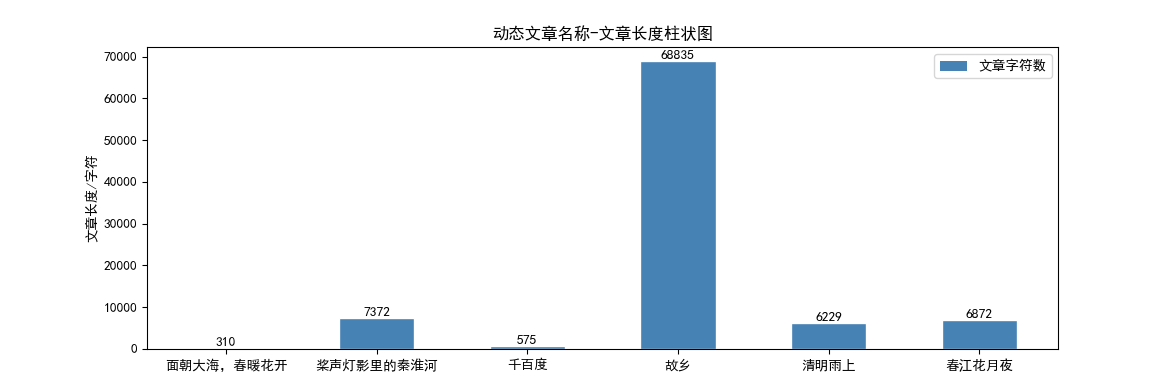 动态文章名称-文章长度柱状图
文章字符数
文章长度/字符
70000
60000
50000
40000
30000
20000
10000
0
310
7372
575
68835
6229
6872
面朝大海，春暖花开
桨声灯影里的秦淮河
千百度
故乡
清明雨上
春江花月夜